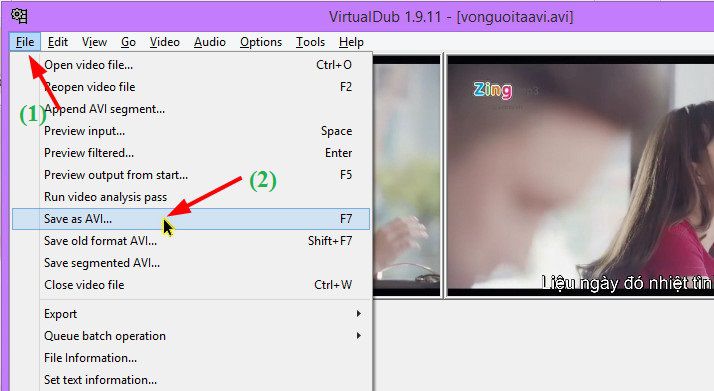 VirtualDub 1.9.11 - [vonguoitaavi.avi]
File Edit View Go Video Audio Options Tools Help
Open video file... Ctrl+O
Reopen video file F2
(1)
Append AVI segment...
Preview input... Space
Preview filtered... Enter
Preview output from start... F5
(2)
Run video analysis pass
Save as AVI... F7
Save old format AVI... Shift+F7
Save segmented AVI...
Close video file Ctrl+W
Export
Queue batch operation
File Information...
Set text information...
Zing mp3
Liệu ngày đó nhiệt tìn